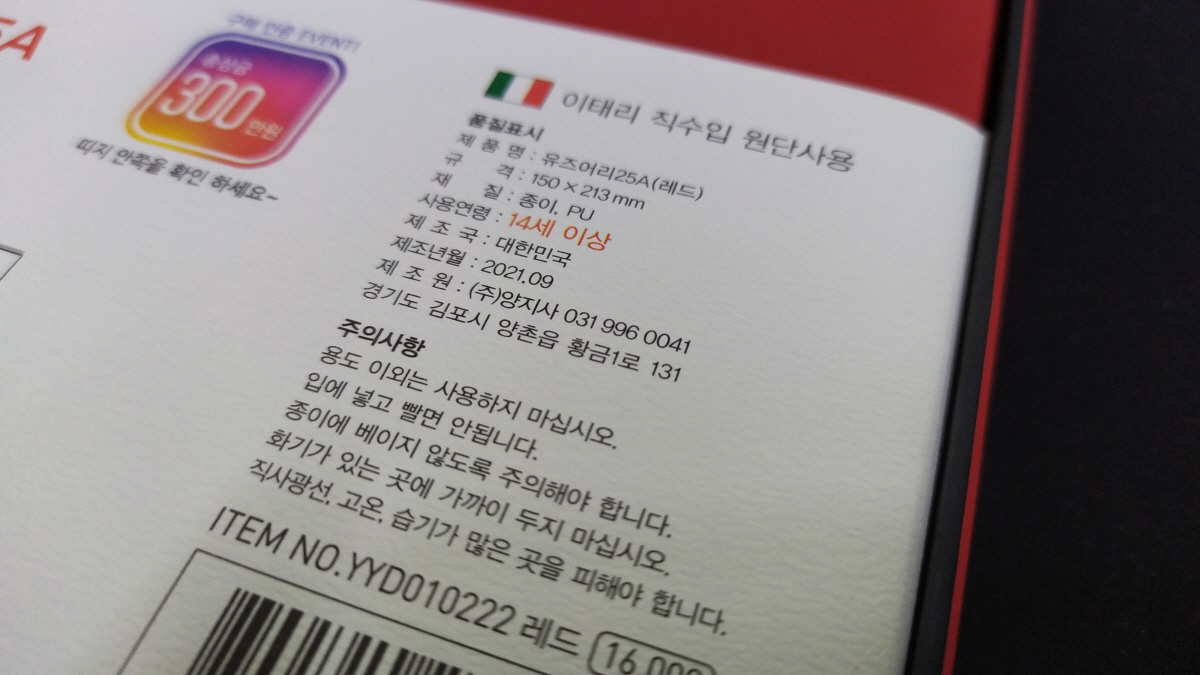 5A
구매 인증 EVENT!
총상금
300만원
띠지 안쪽을 확인 하세요~
이태리 직수입 원단사용
품질표시
제 품 명 : 유즈어리25A(레드)
규 격 : 150 × 213 mm
재 질 : 종이, PU
사용연령 : 14세 이상
제 조 국 : 대한민국
제조년월 : 2021.09
제 조 원 : (주)양지사 031 996 0041
경기도 김포시 양촌읍 황금1로 131
주의사항
용도 이외는 사용하지 마십시오.
입에 넣고 빨면 안됩니다.
종이에 베이지 않도록 주의해야 합니다.
화기가 있는 곳에 가까이 두지 마십시오.
직사광선, 고온, 습기가 많은 곳을 피해야 합니다.
ITEM NO.YYD010222 레드 16,000